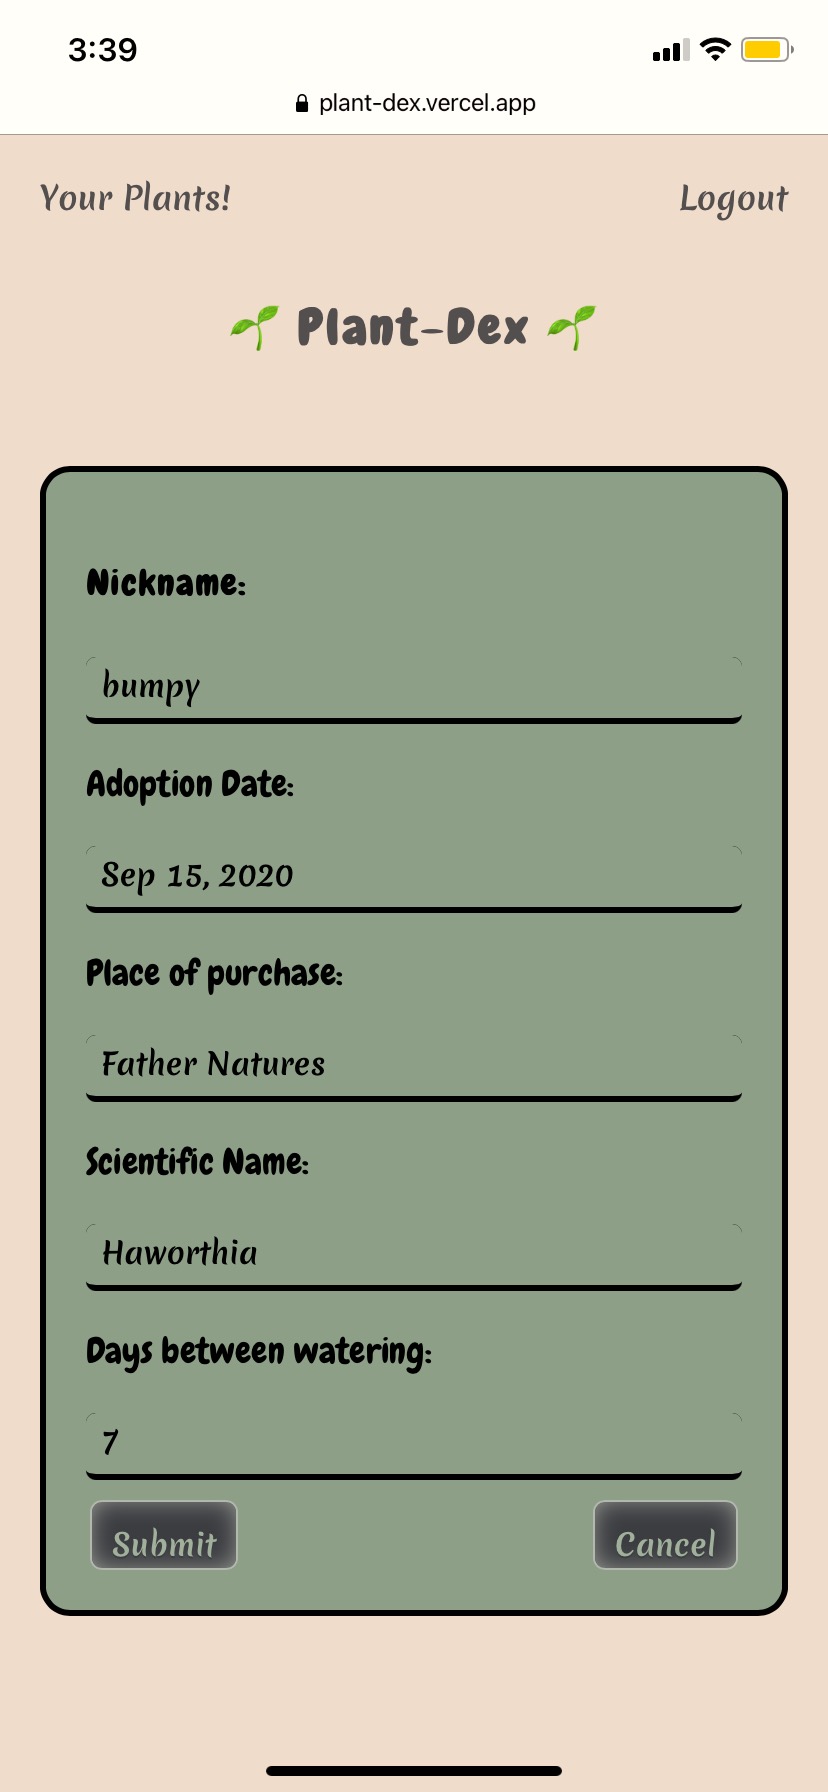 3:39
plant-dex.vercel.app
Your Plants! Logout
Plant-Dex
Nickname:
bumpy
Adoption Date:
Sep 15, 2020
Place of purchase:
Father Natures
Scientific Name:
Haworthia
Days between watering:
7
Submit Cancel